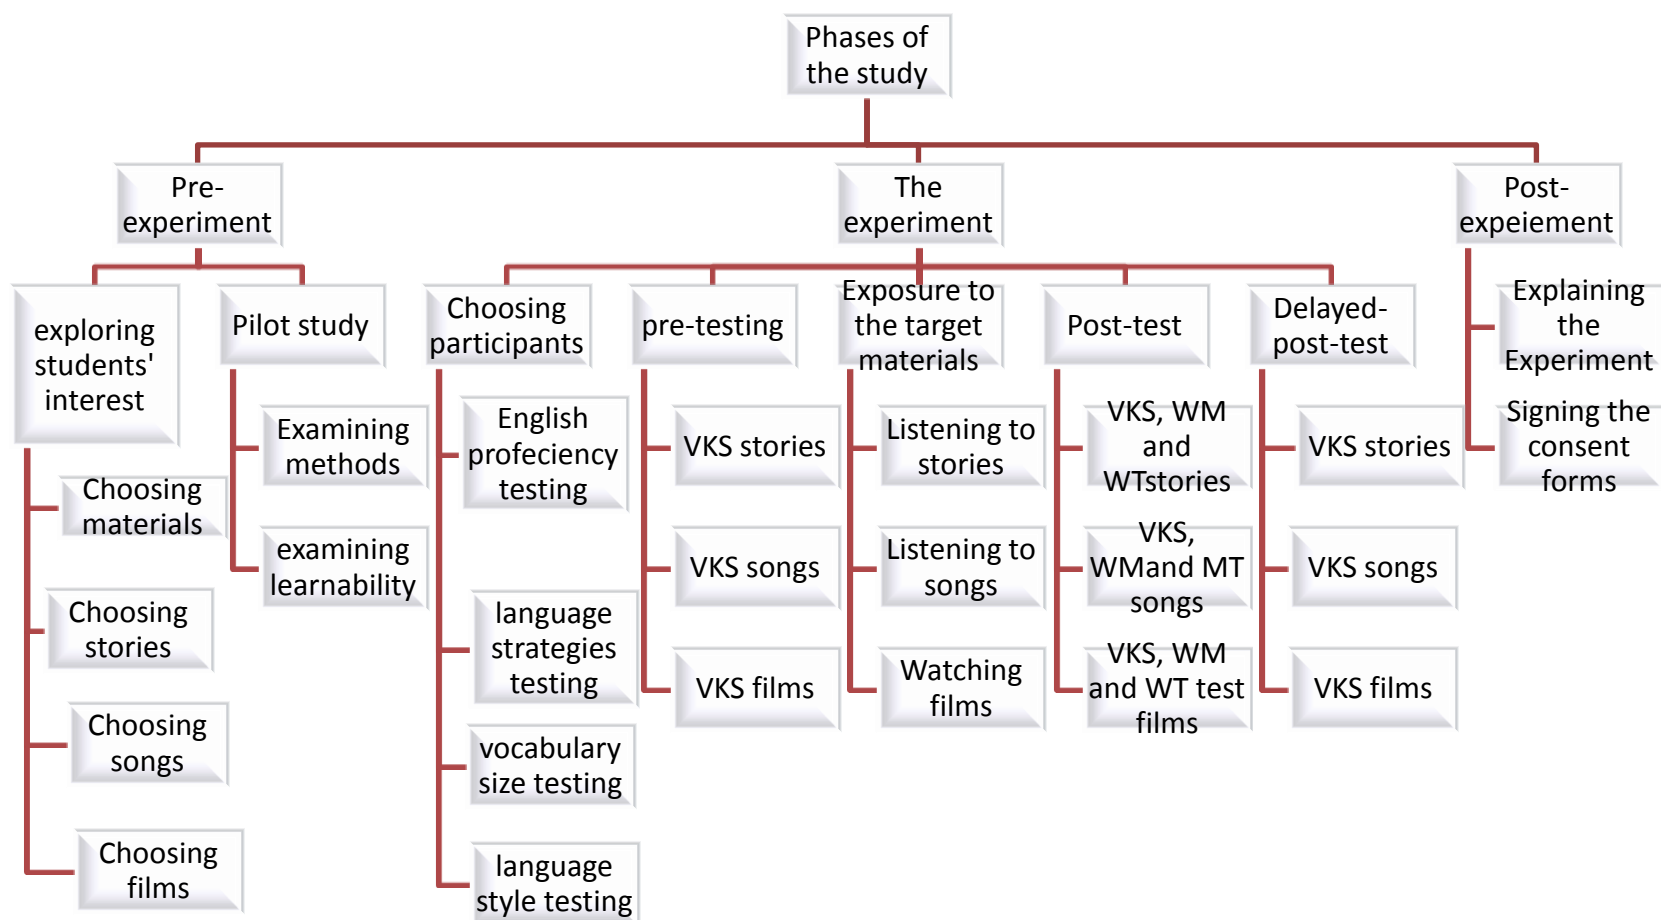 Phases of
the study
Pre-
experiment
The
experiment
Post-
expeiement
exploring
students'
interest
Pilot study
Choosing
participants
pre-testing
Exposure to
the target
materials
Post-test
Delayed-
post-test
Explaining
the
Experiment
Signing the
consent
forms
Choosing
materials
Choosing
stories
Choosing
songs
Choosing
films
Examining
methods
examining
learnability
English
profeciency
testing
language
strategies
testing
vocabulary
size testing
language
style testing
VKS stories
VKS songs
VKS films
Listening to
stories
Listening to
songs
Watching
films
VKS, WM
and
WTstories
VKS,
WMand MT
songs
VKS, WM
and WT test
films
VKS stories
VKS songs
VKS films